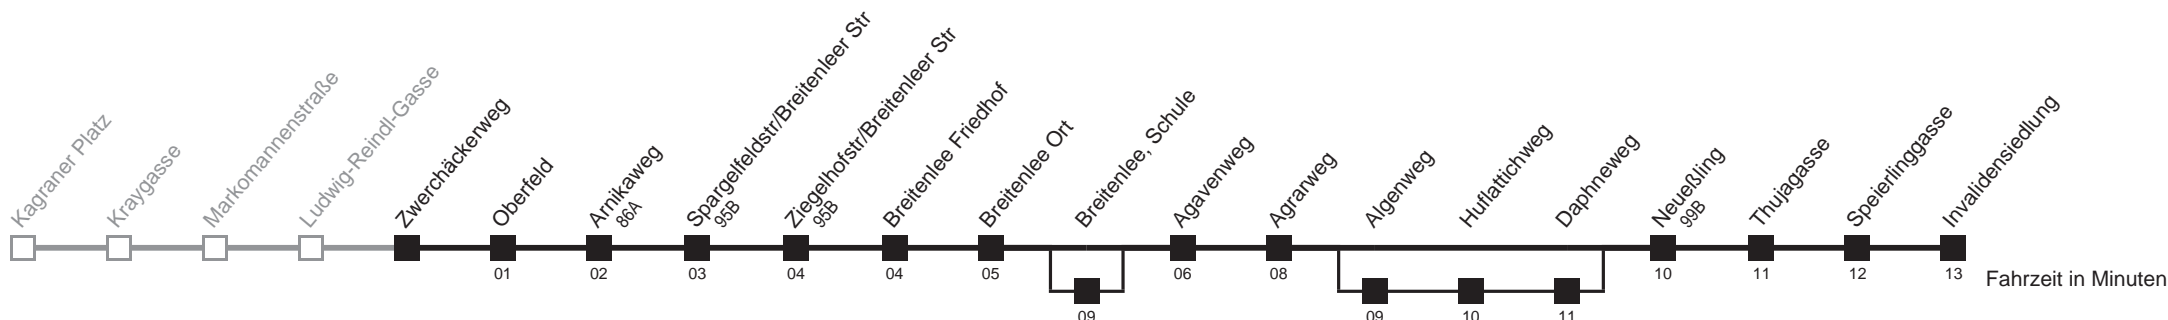 Kagraner Platz
Kraygasse
Markomannenstraße
Ludwig-Reindl-Gasse
Zwerchäckerweg
Oberfeld
Arnikaweg
86A
Spargelfeldstr/Breitenleer Str
95B
Ziegelhofstr/Breitenleer Str
95B
Breitenlee Friedhof
Breitenlee Ort
Breitenlee, Schule
Agavenweg
Agrarweg
Algenweg
Huflattichweg
Daphneweg
Neueßling
99B
Thujagasse
Speierlinggasse
Invalidensiedlung
01 02 03 04 04 05 06 08 10 11 12 13
Fahrzeit in Minuten
09 09 10 11